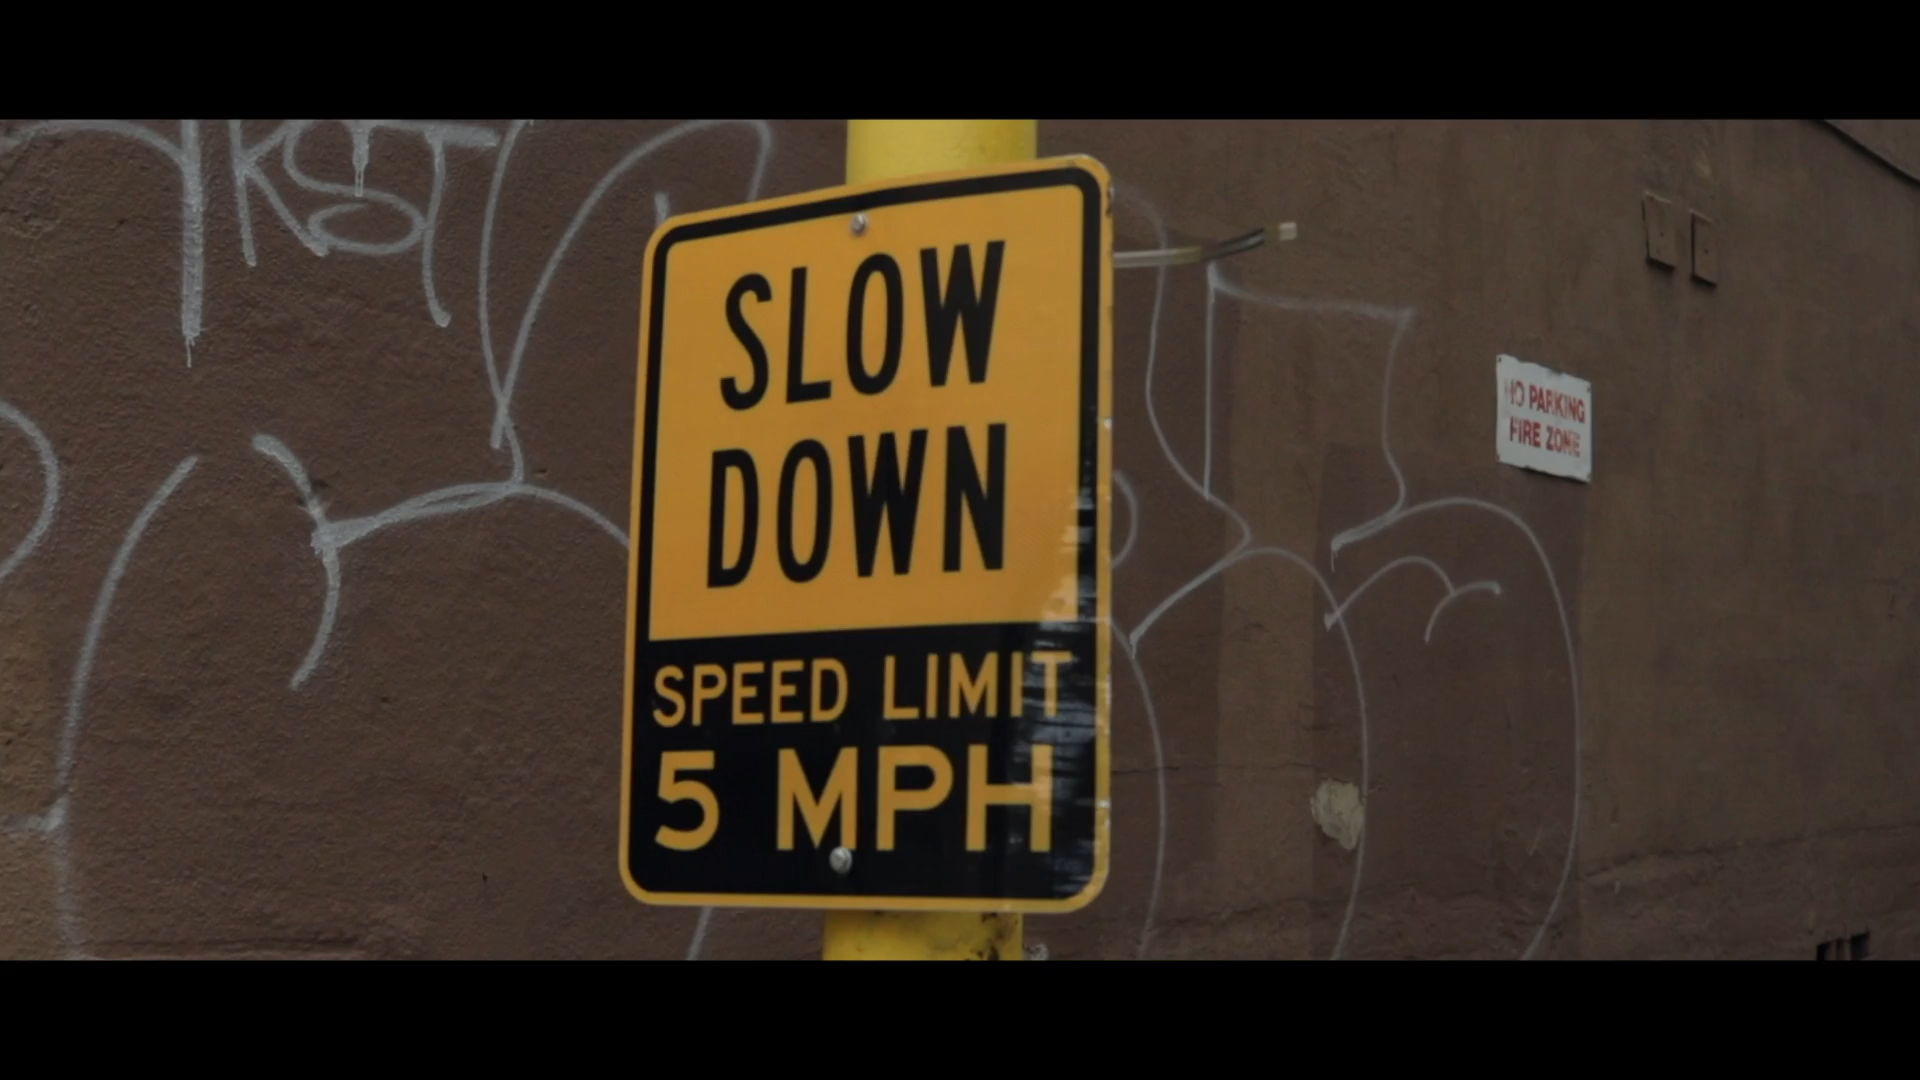 SLOW
DOWN
SPEED LIMIT
5 MPH
NO PARKING
FIRE ZONE